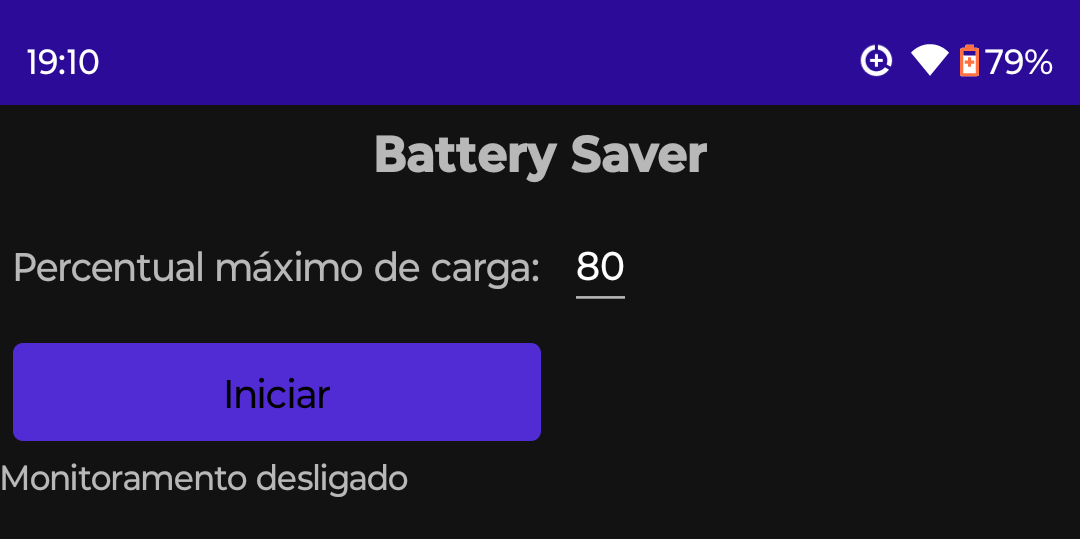 19:10 79%
Battery Saver
Percentual máximo de carga: 80
Iniciar
Monitoramento desligado